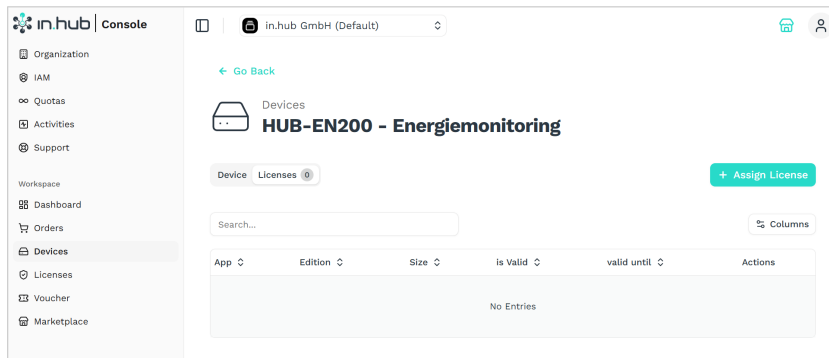 in.hub Console
in.hub GmbH (Default)
Organization
IAM
Quotas
Activities
Support
Workspace
Dashboard
Orders
Devices
Licenses
Voucher
Marketplace
← Go Back
Devices
HUB-EN200 - Energiemonitoring
Device Licenses 0
+ Assign License
Search...
Columns
App Edition Size is Valid valid until Actions
No Entries